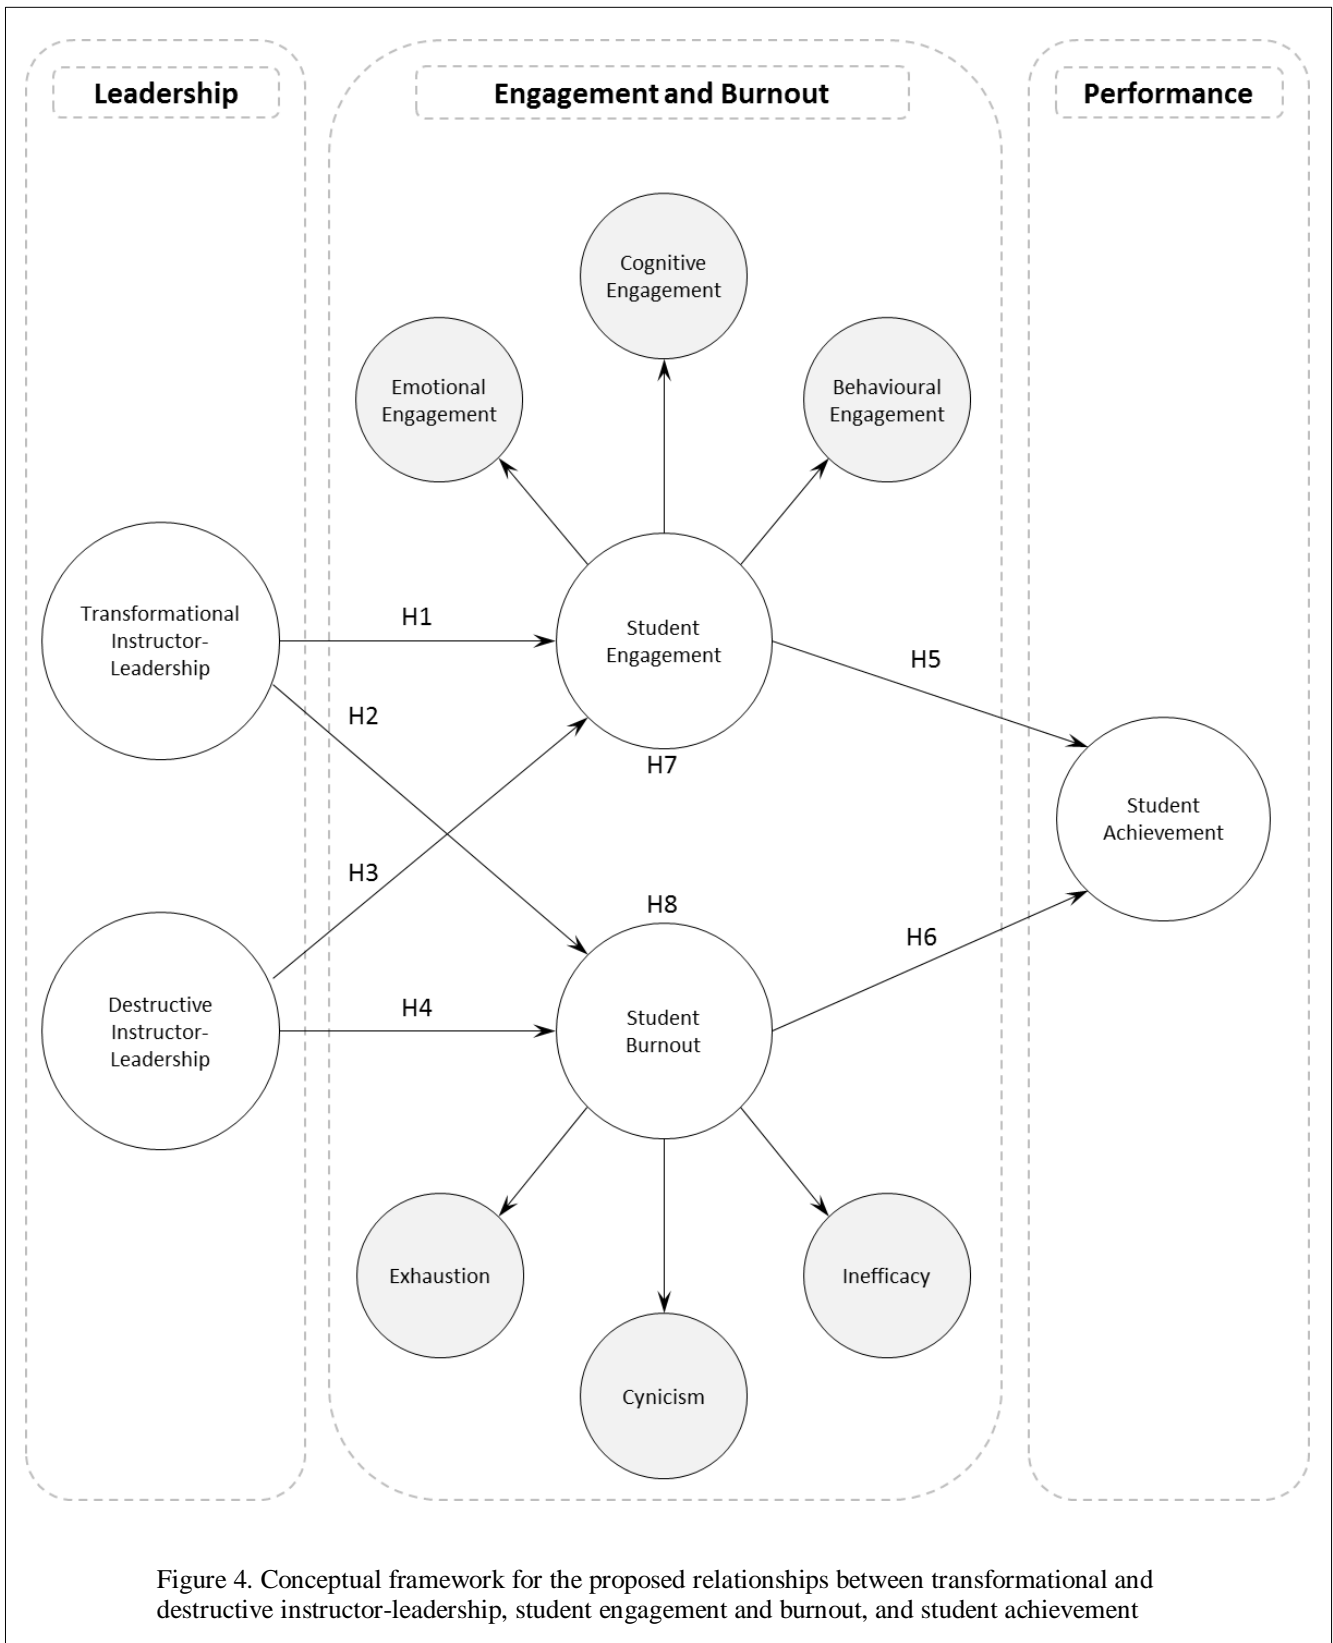 Leadership
Engagement and Burnout
Performance
Cognitive
Engagement
Emotional
Engagement
Behavioural
Engagement
Transformational
Instructor-
Leadership
H1
Student
Engagement
H5
H2
H7
Student
Achievement
H3
H8
H6
Destructive
Instructor-
Leadership
H4
Student
Burnout
Exhaustion
Inefficacy
Cynicism
Figure 4. Conceptual framework for the proposed relationships between transformational and
destructive instructor-leadership, student engagement and burnout, and student achievement